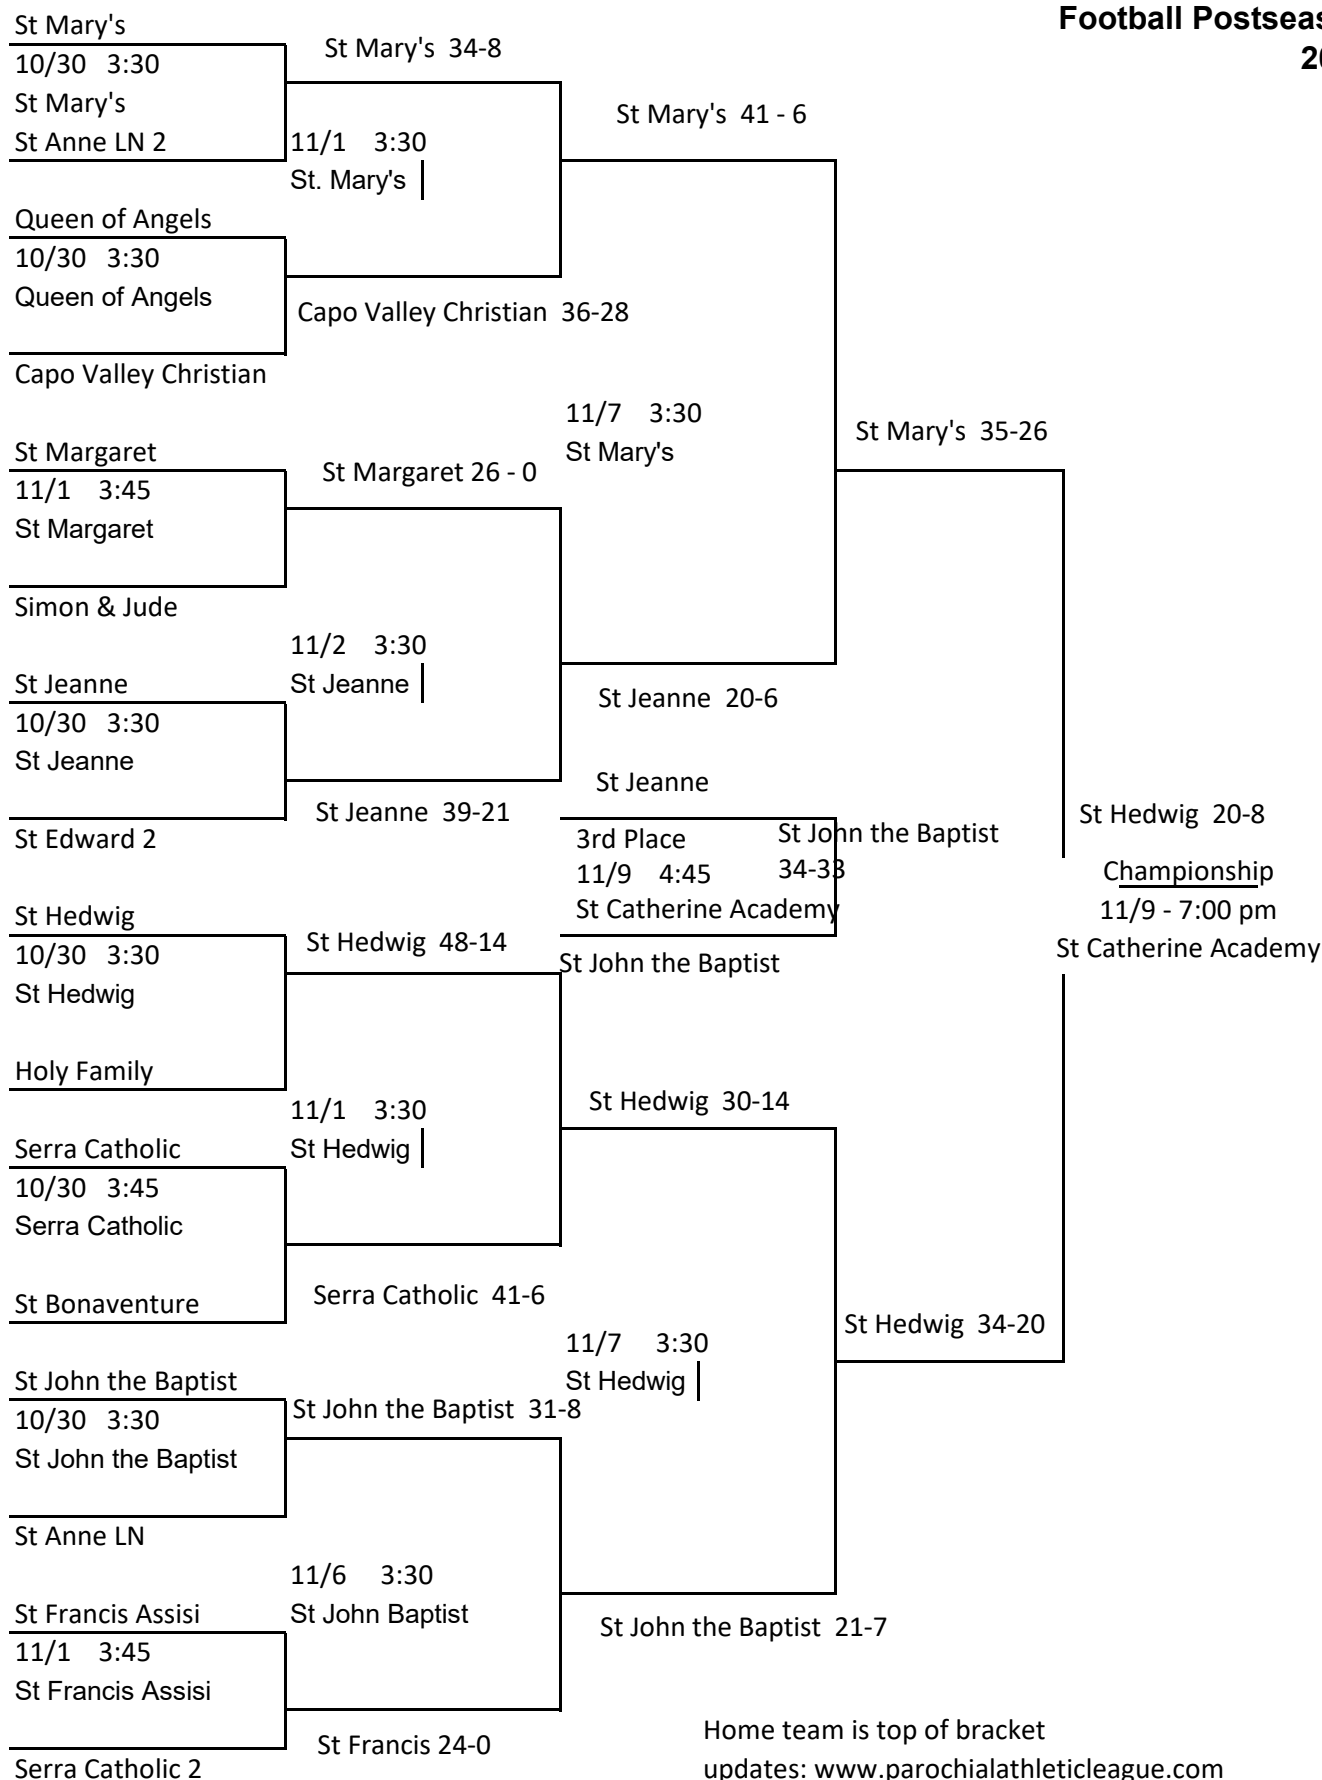 Football Postseas
St Mary's
St Mary's 34-8
10/30 3:30
St Mary's
St Mary's 41 - 6
St Anne LN 2
11/1 3:30
St. Mary's
Queen of Angels
10/30 3:30
Queen of Angels
Capo Valley Christian 36-28
Capo Valley Christian
11/7 3:30
St Mary's
St Mary's 35-26
St Margaret
St Margaret 26 - 0
11/1 3:45
St Margaret
Simon & Jude
11/2 3:30
St Jeanne
St Jeanne
St Jeanne 20-6
10/30 3:30
St Jeanne
St Jeanne
St Jeanne 39-21
St Edward 2
3rd Place
11/9 4:45
St Catherine Academy
St John the Baptist
34-33
St Hedwig 20-8
Championship
11/9 - 7:00 pm
St Catherine Academy
St Hedwig
St Hedwig 48-14
St John the Baptist
10/30 3:30
St Hedwig
Holy Family
St Hedwig 30-14
11/1 3:30
St Hedwig
Serra Catholic
10/30 3:45
Serra Catholic
St Bonaventure
Serra Catholic 41-6
St Hedwig 34-20
11/7 3:30
St Hedwig
St John the Baptist
St John the Baptist 31-8
10/30 3:30
St John the Baptist
St Anne LN
11/6 3:30
St John Baptist
St Francis Assisi
St John the Baptist 21-7
11/1 3:45
St Francis Assisi
St Francis 24-0
Serra Catholic 2
Home team is top of bracket
updates: www.parochialathleticleague.com